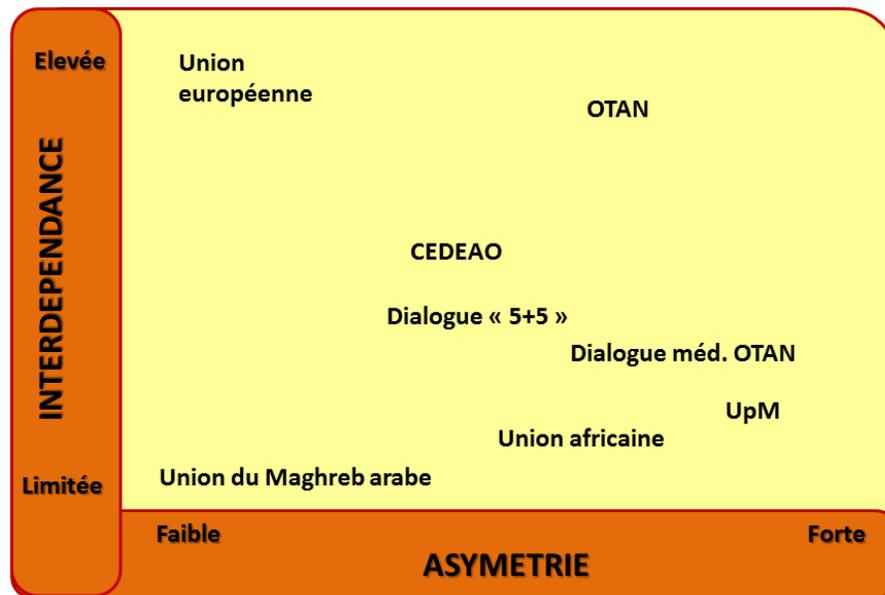 Elevée
INTERDEPENDANCE
Limitée
Union
européenne
OTAN
CEDEAO
Dialogue « 5+5 »
Dialogue méd. OTAN
UpM
Union africaine
Union du Maghreb arabe
Faible
Forte
ASYMETRIE